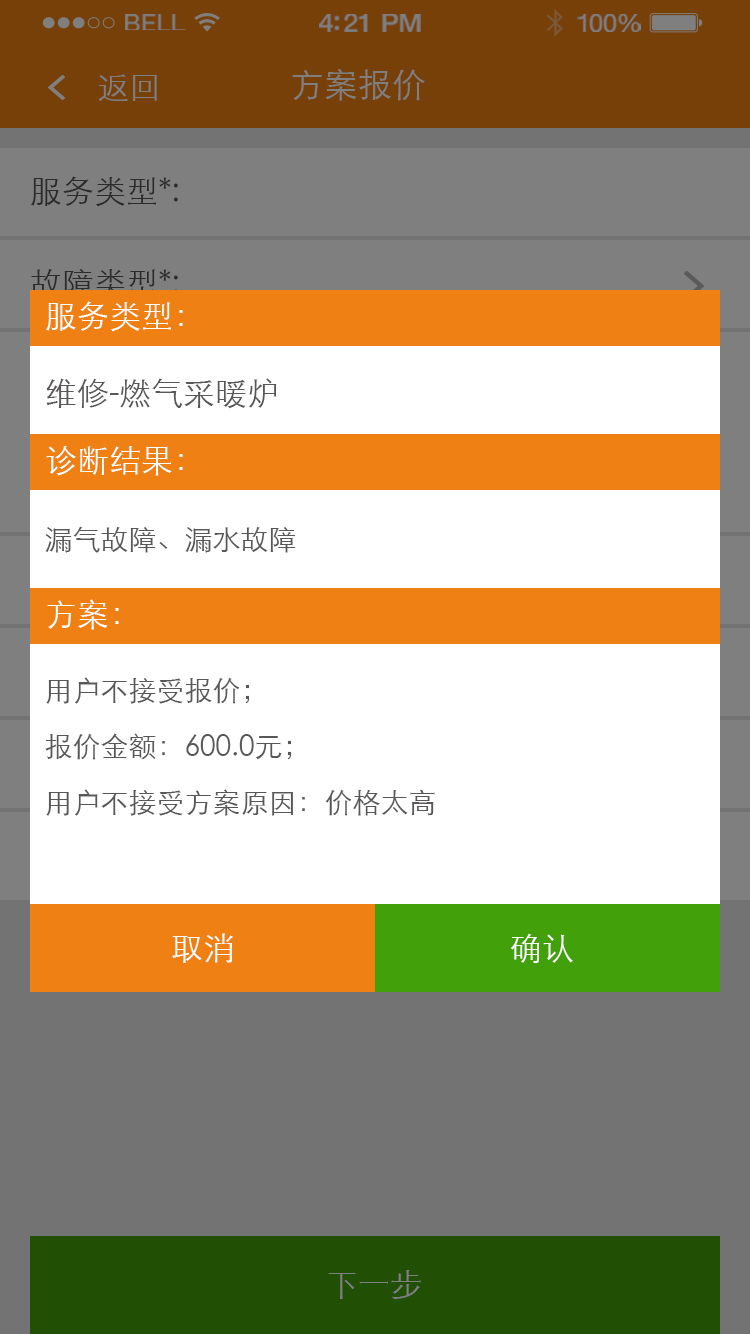 BELL 4:21 PM 100%
返回 方案报价
服务类型*:
故障类型*:
服务类型：
维修-燃气采暖炉
诊断结果：
漏气故障、漏水故障
方案：
用户不接受报价；
报价金额：600.0元；
用户不接受方案原因：价格太高
取消 确认
下一步